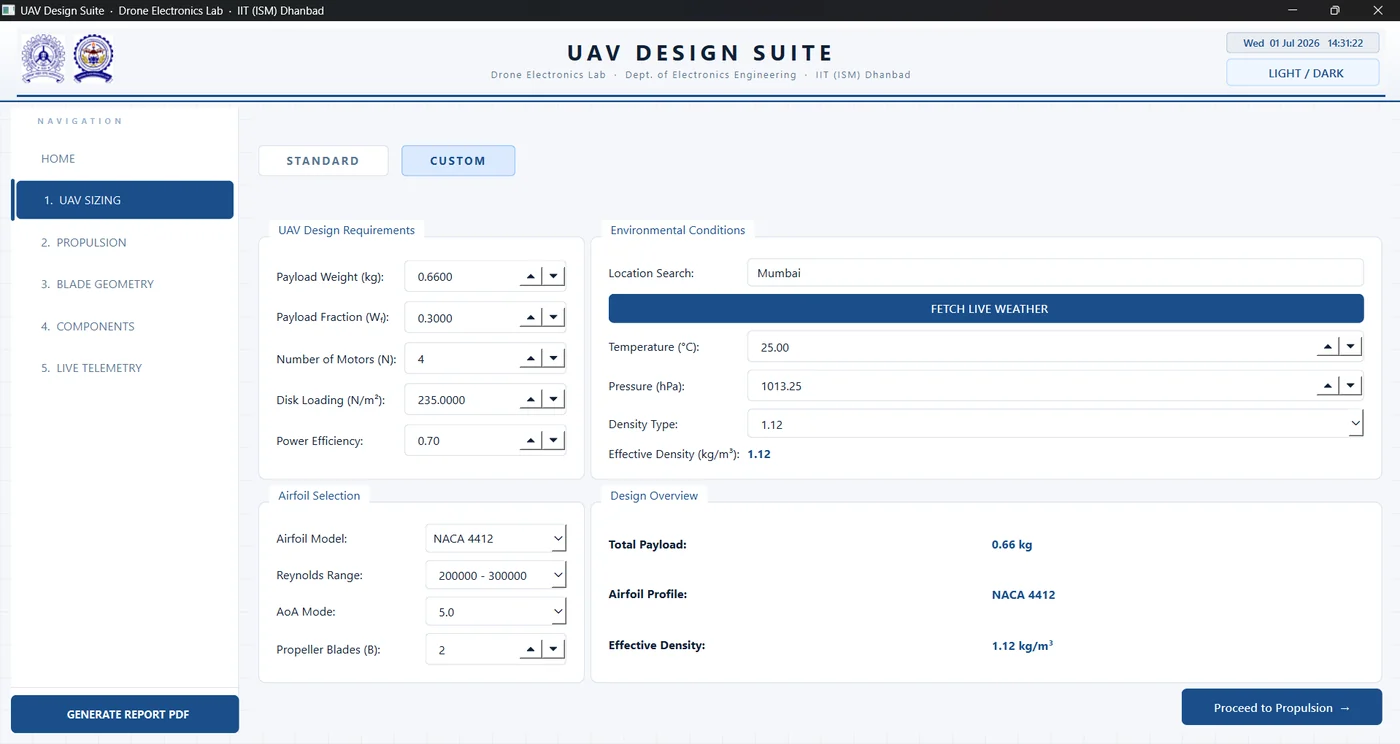 UAV Design Suite · Drone Electronics Lab · IIT (ISM) Dhanbad
UAV DESIGN SUITE
Drone Electronics Lab · Dept. of Electronics Engineering · IIT (ISM) Dhanbad
Wed 01 Jul 2026 14:31:22
LIGHT / DARK
NAVIGATION
HOME
1. UAV SIZING
2. PROPULSION
3. BLADE GEOMETRY
4. COMPONENTS
5. LIVE TELEMETRY
GENERATE REPORT PDF
STANDARD
CUSTOM
UAV Design Requirements
Payload Weight (kg): 0.6600
Payload Fraction (Wf): 0.3000
Number of Motors (N): 4
Disk Loading (N/m²): 235.0000
Power Efficiency: 0.70
Environmental Conditions
Location Search: Mumbai
FETCH LIVE WEATHER
Temperature (°C): 25.00
Pressure (hPa): 1013.25
Density Type: 1.12
Effective Density (kg/m³): 1.12
Airfoil Selection
Airfoil Model: NACA 4412
Reynolds Range: 200000 - 300000
AoA Mode: 5.0
Propeller Blades (B): 2
Design Overview
Total Payload: 0.66 kg
Airfoil Profile: NACA 4412
Effective Density: 1.12 kg/m³
Proceed to Propulsion →